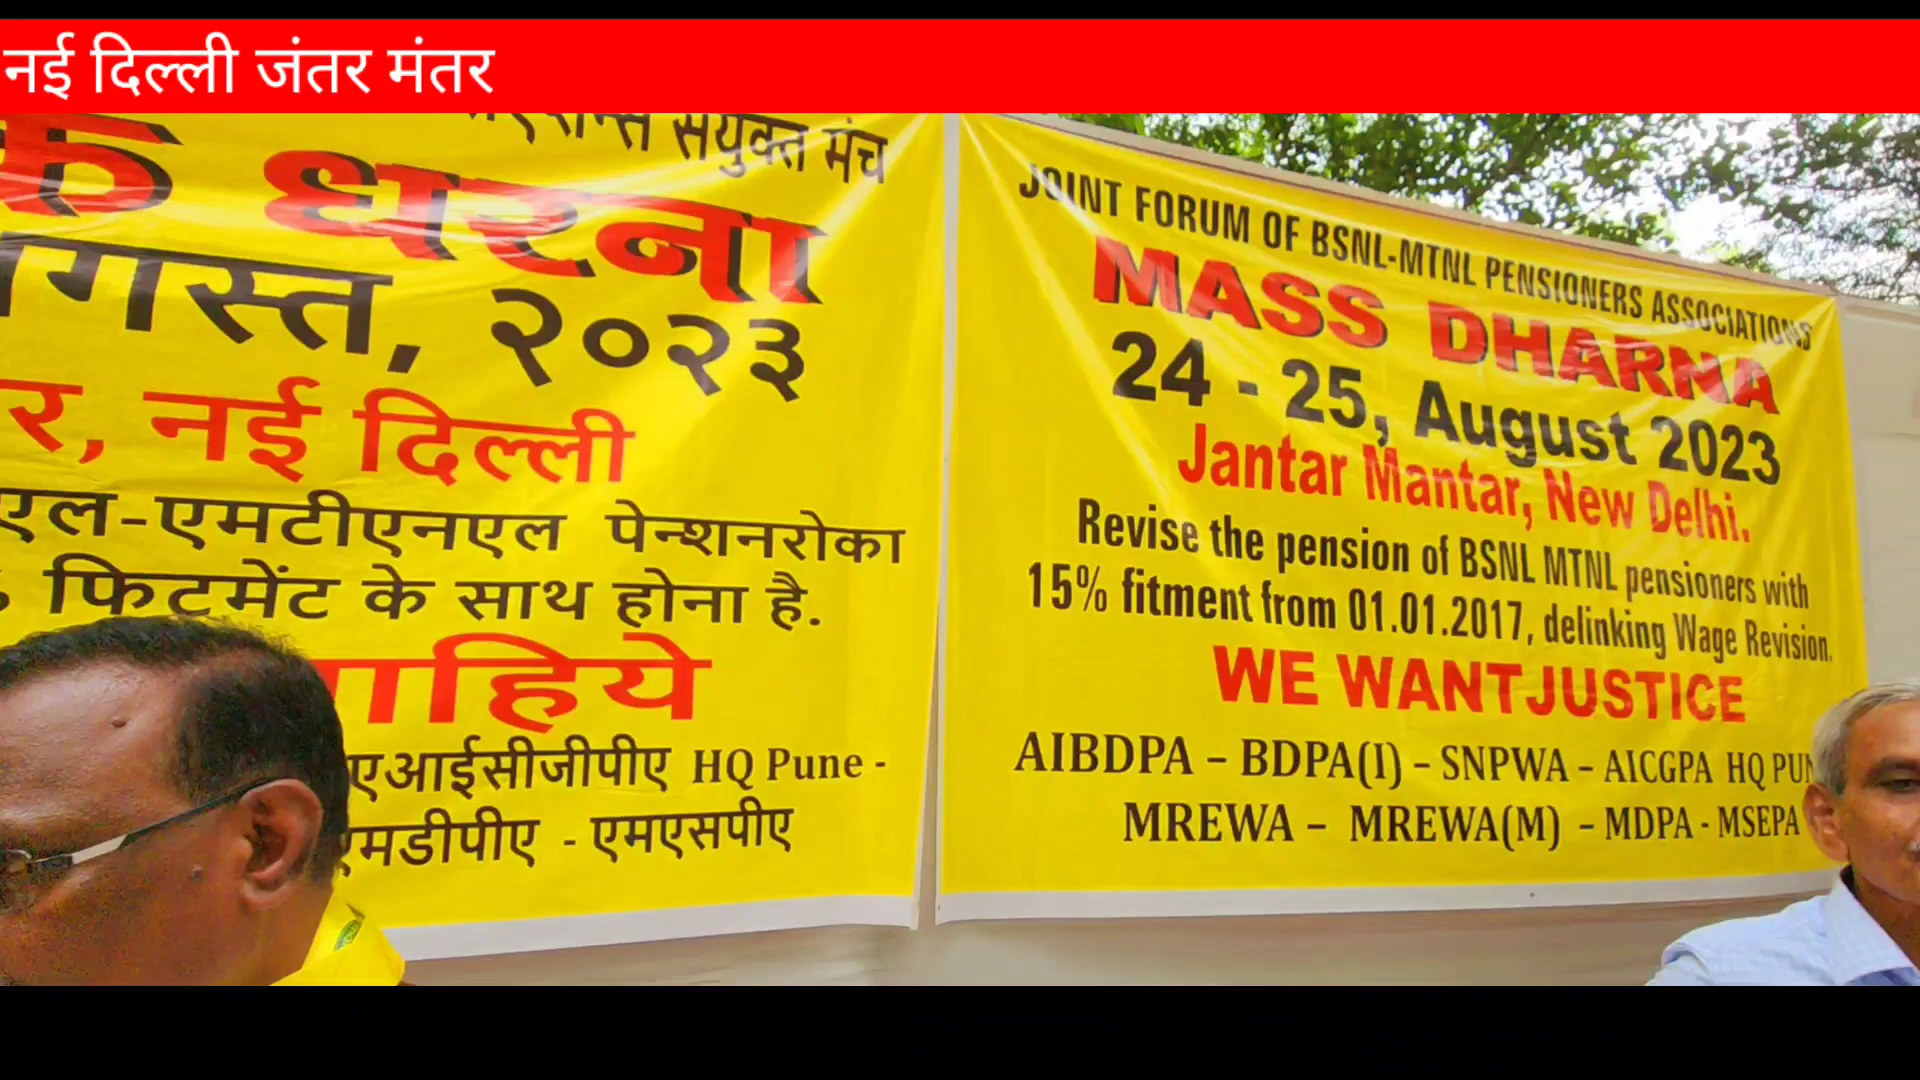 नई दिल्ली जंतर मंतर
संयुक्त मंच
धरना
२०२३
नई दिल्ली
एल-एमटीएनएल पेन्शनरोका
फिटमेंट के साथ होना है.
एआईसीजीपीए HQ Pune -
एमडीपीए - एमएसपीए
JOINT FORUM OF BSNL-MTNL PENSIONERS ASSOCIATIONS
MASS DHARNA
24 - 25, August 2023
Jantar Mantar, New Delhi.
Revise the pension of BSNL MTNL pensioners with
15% fitment from 01.01.2017, delinking Wage Revision.
WE WANT JUSTICE
AIBDPA – BDPA(I) – SNPWA – AICGPA HQ PUN
MREWA – MREWA(M) – MDPA - MSEPA